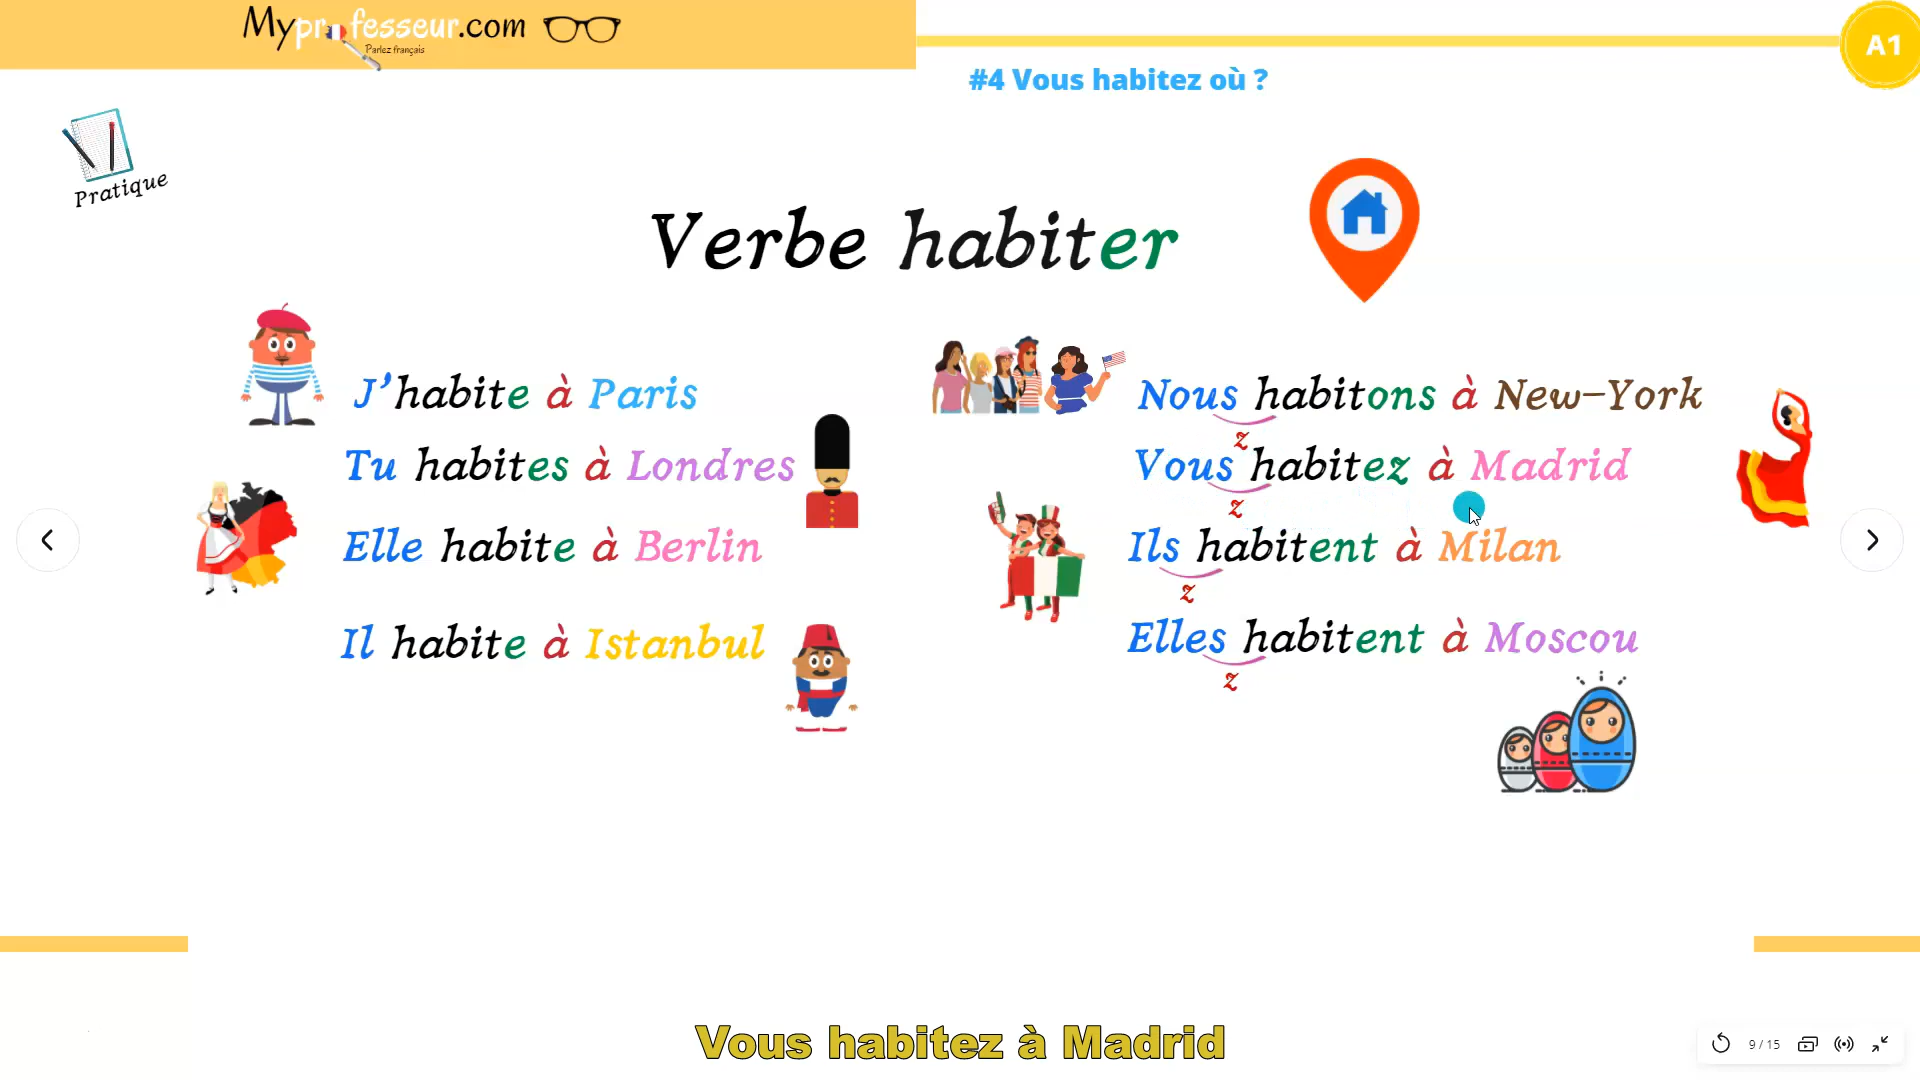 Myprofesseur.com
Parlez français
A1
#4 Vous habitez où ?
Pratique
Verbe habiter
J'habite à Paris
Tu habites à Londres
Elle habite à Berlin
Il habite à Istanbul
Nous habitons à New-York
z
Vous habitez à Madrid
z
Ils habitent à Milan
z
Elles habitent à Moscou
z
Vous habitez à Madrid
9 / 15